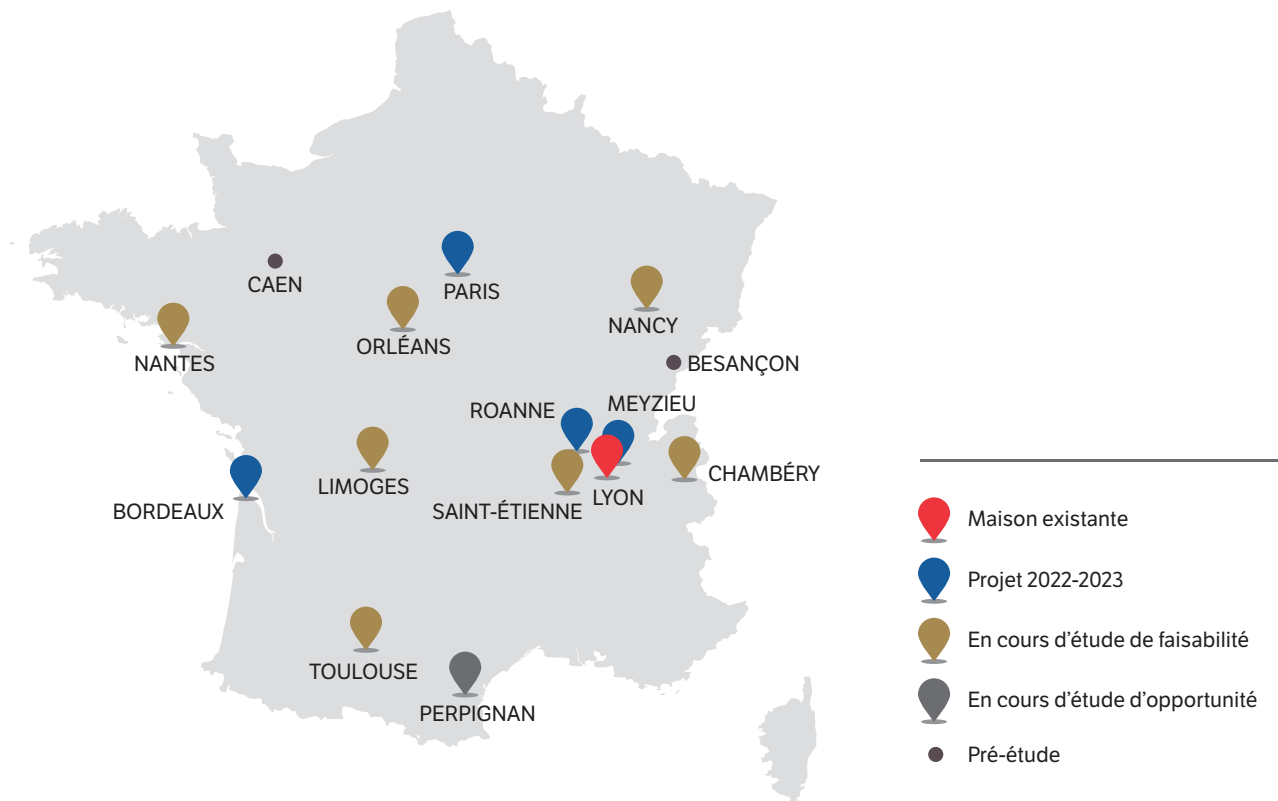 CAEN
PARIS
NANCY
ORLÉANS
NANTES
BESANÇON
MEYZIEU
ROANNE
CHAMBÉRY
LIMOGES
LYON
SAINT-ÉTIENNE
BORDEAUX
TOULOUSE
PERPIGNAN
Maison existante
Projet 2022-2023
En cours d'étude de faisabilité
En cours d'étude d'opportunité
Pré-étude